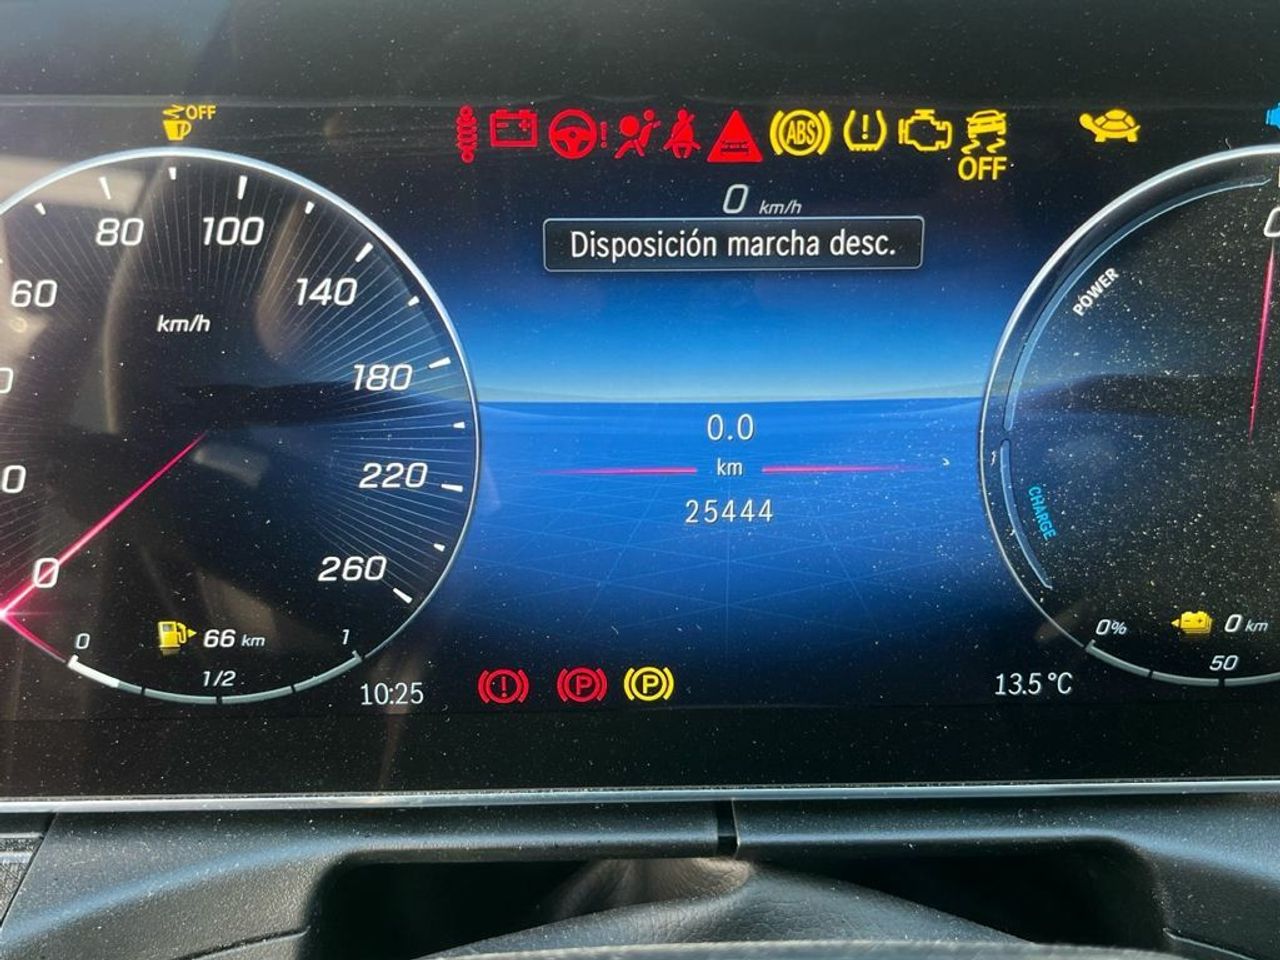 OFF
ABS
OFF
0 km/h
Disposición marcha desc.
80
100
60
140
km/h
180
220
260
0
0
66 km
1
1/2
10:25
0.0
km
25444
P
P
POWER
CHARGE
0%
0 km
50
13.5 °C